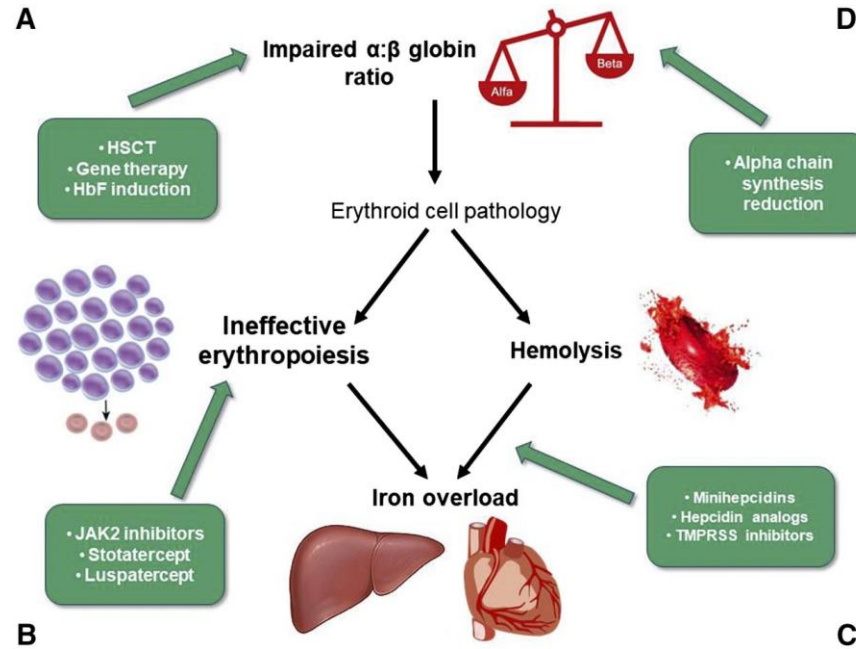 A
D
Impaired α:β globin
ratio
Alfa
Beta
• HSCT
• Gene therapy
• HbF induction
• Alpha chain
synthesis
reduction
Erythroid cell pathology
Ineffective
erythropoiesis
Hemolysis
Iron overload
• JAK2 inhibitors
• Stotatercept
• Luspatercept
• Minihepcidins
• Hepcidin analogs
• TMPRSS inhibitors
B
C